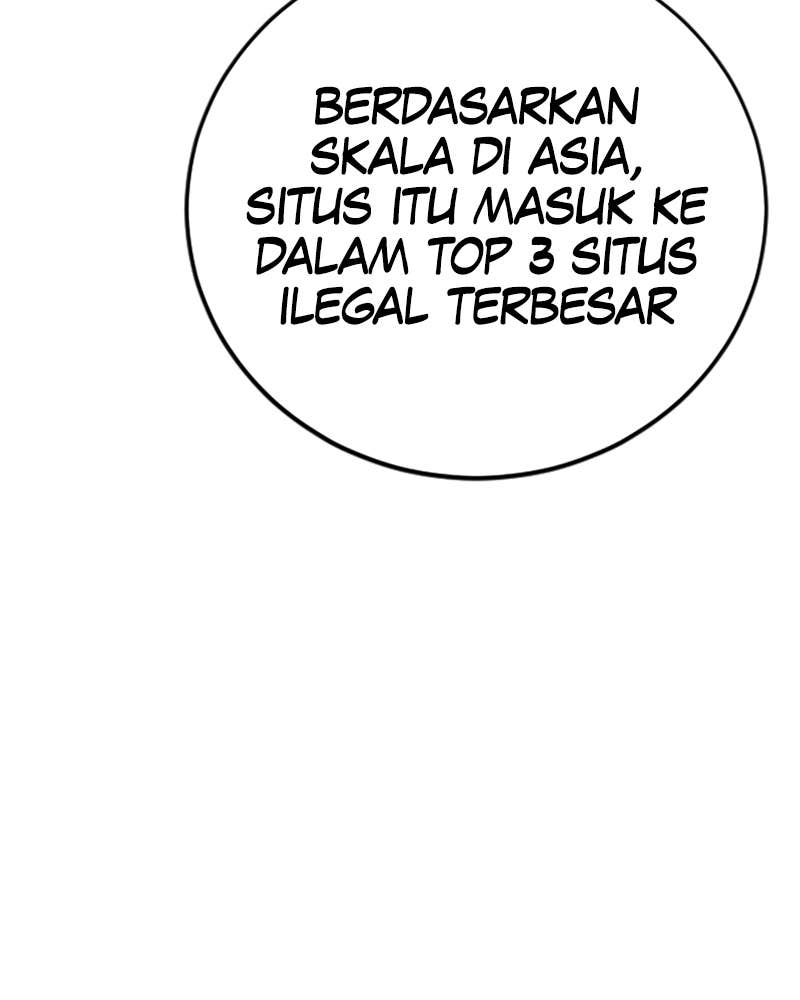 BERDASARKAN
SKALA DI ASIA,
SITUS ITU MASUK KE
DALAM TOP 3 SITUS
ILEGAL TERBESAR